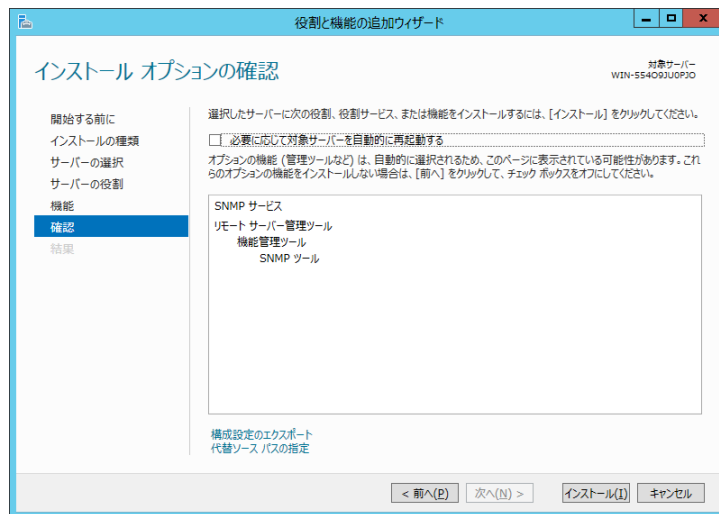 役割と機能の追加ウィザード
インストール オプションの確認
対象サーバー
WIN-55409JU0PJO
開始する前に
インストールの種類
サーバーの選択
サーバーの役割
機能
確認
結果
選択したサーバーに次の役割、役割サービス、または機能をインストールするには、[インストール] をクリックしてください。
必要に応じて対象サーバーを自動的に再起動する
オプションの機能 (管理ツールなど) は、自動的に選択されるため、このページに表示されている可能性があります。これ
らのオプションの機能をインストールしない場合は、[前へ] をクリックして、チェック ボックスをオフにしてください。
SNMP サービス
リモート サーバー管理ツール
機能管理ツール
SNMP ツール
構成設定のエクスポート
代替ソース パスの指定
< 前へ(P)
次へ(N) >
インストール(I)
キャンセル